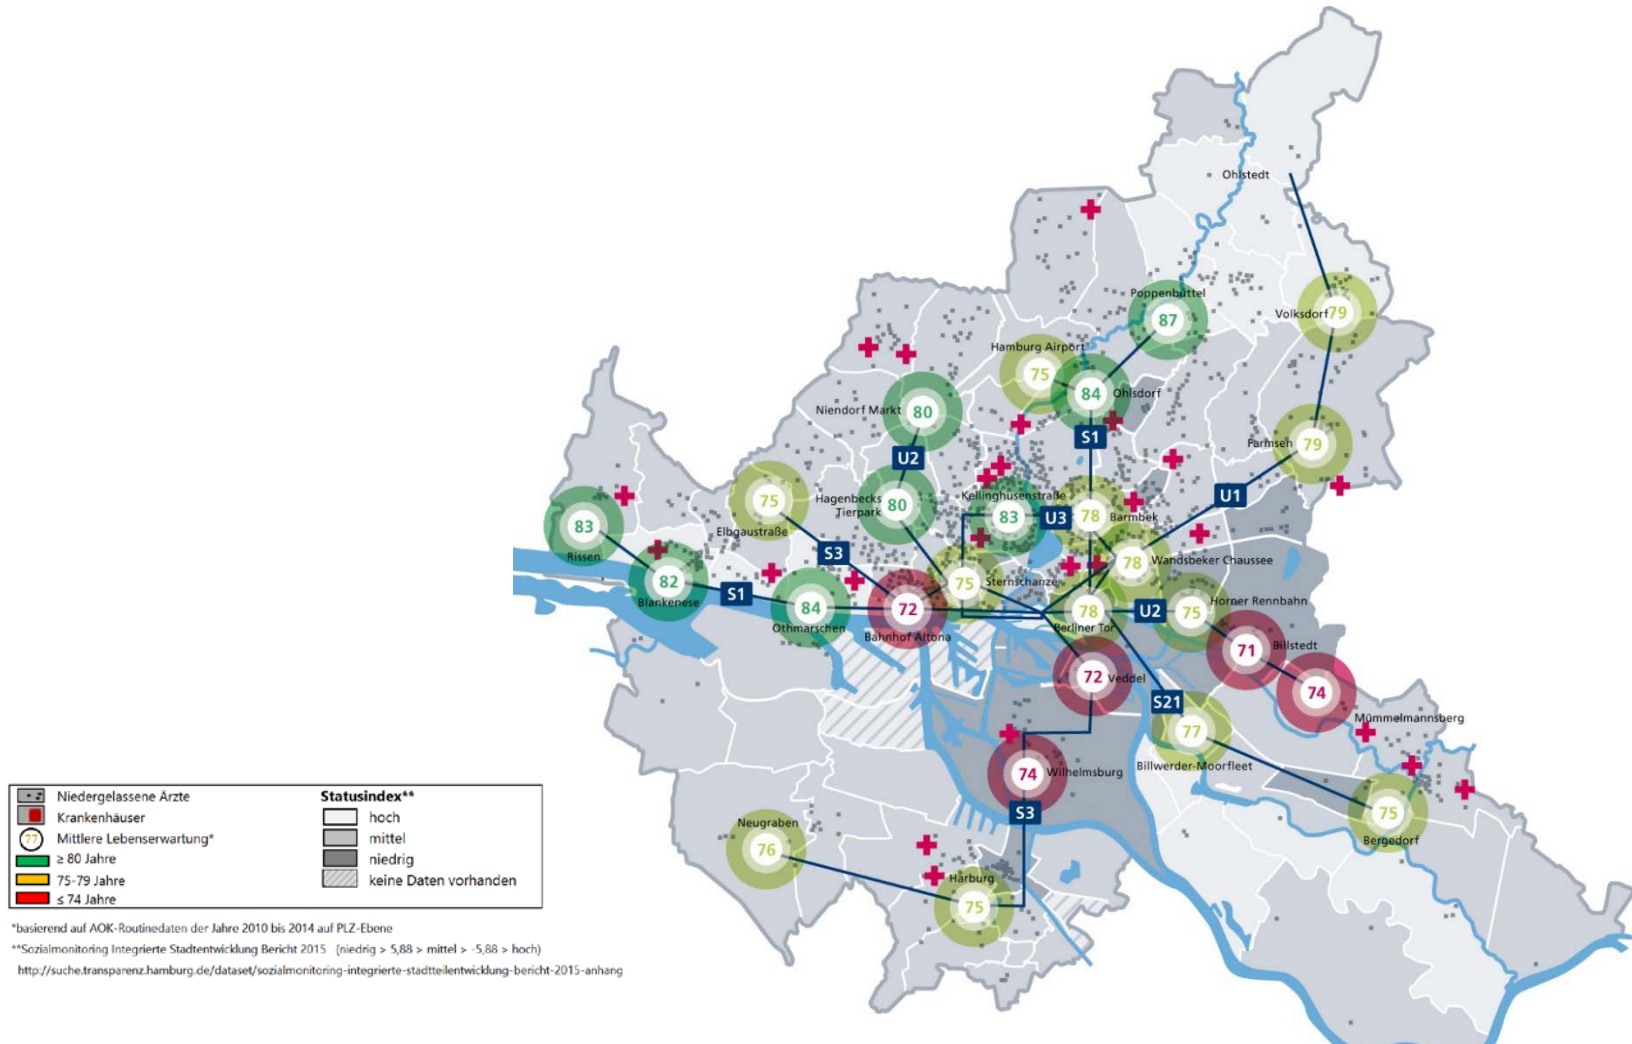 Ohlstedt
Poppenbüttel
87
Volksdorf
79
Hamburg Airport
75
84
Ohlsdorf
Niendorf Markt
80
S1
Farmsen
79
U2
Hagenbecks
Tierpark
80
75
Elbgaustraße
Kellinghusenstraße
83
U3
78
Barmbek
U1
83
Rissen
S3
78
Wandsbeker Chaussee
82
Blankenese
S1
84
Othmarschen
72
Bahnhof Altona
75
Sternschanze
78
Berliner Tor
U2
75
Horner Rennbahn
71
Billstedt
72
Veddel
74
Mümmelmannsberg
S21
77
Billwerder-Moorfleet
74
Wilhelmsburg
S3
75
Bergedorf
Neugraben
76
Harburg
75
Niedergelassene Ärzte
Krankenhäuser
77 Mittlere Lebenserwartung*
≥ 80 Jahre
75-79 Jahre
≤ 74 Jahre
Statusindex**
hoch
mittel
niedrig
keine Daten vorhanden
*basierend auf AOK-Routinedaten der Jahre 2010 bis 2014 auf PLZ-Ebene
**Sozialmonitoring Integrierte Stadtentwicklung Bericht 2015 (niedrig > 5,88 > mittel > -5,88 > hoch)
http://suche.transparenz.hamburg.de/dataset/sozialmonitoring-integrierte-stadtteilentwicklung-bericht-2015-anhang